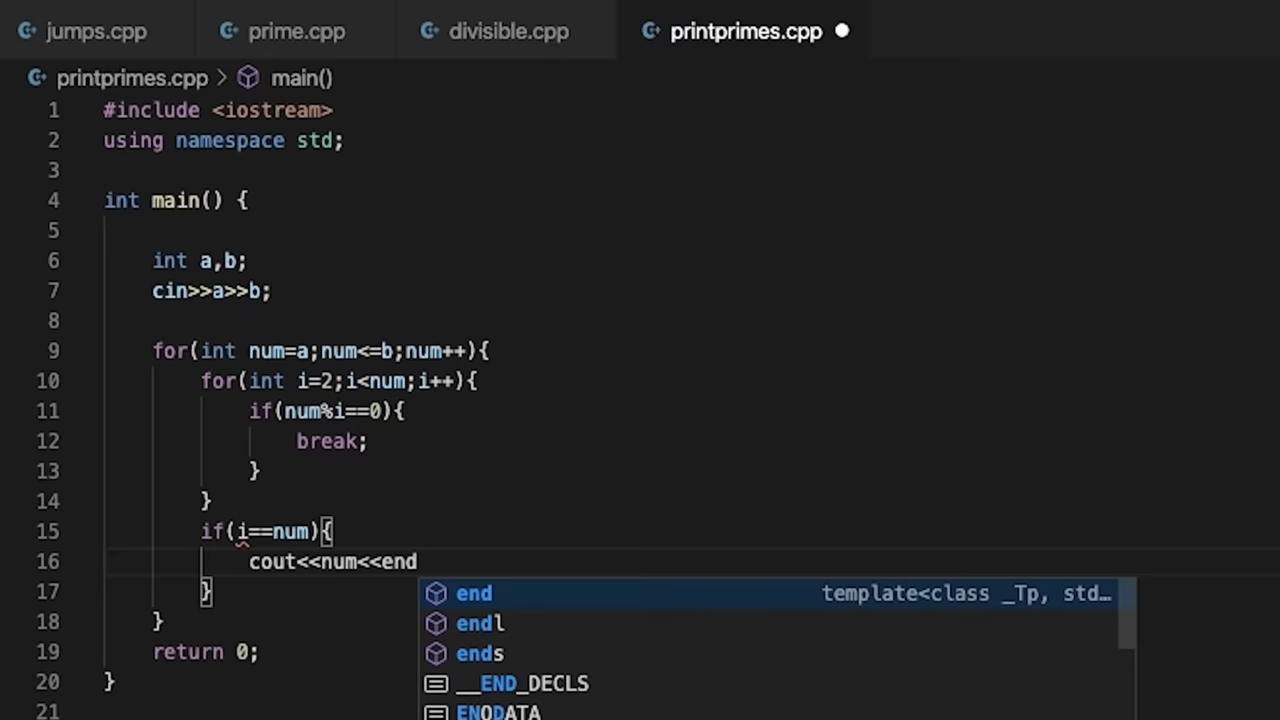 jumps.cpp prime.cpp divisible.cpp printprimes.cpp
printprimes.cpp > main()
1 #include <iostream>
2 using namespace std;
3
4 int main() {
5
6 int a,b;
7 cin>>a>>b;
8
9 for(int num=a;num<=b;num++){
10 for(int i=2;i<num;i++){
11 if(num%i==0){
12 break;
13 }
14 }
15 if(i==num){
16 cout<<num<<end
17 }
end template<class _Tp, std…
18 }
endl
19 return 0;
ends
20 }
__END_DECLS
21
ENODATA